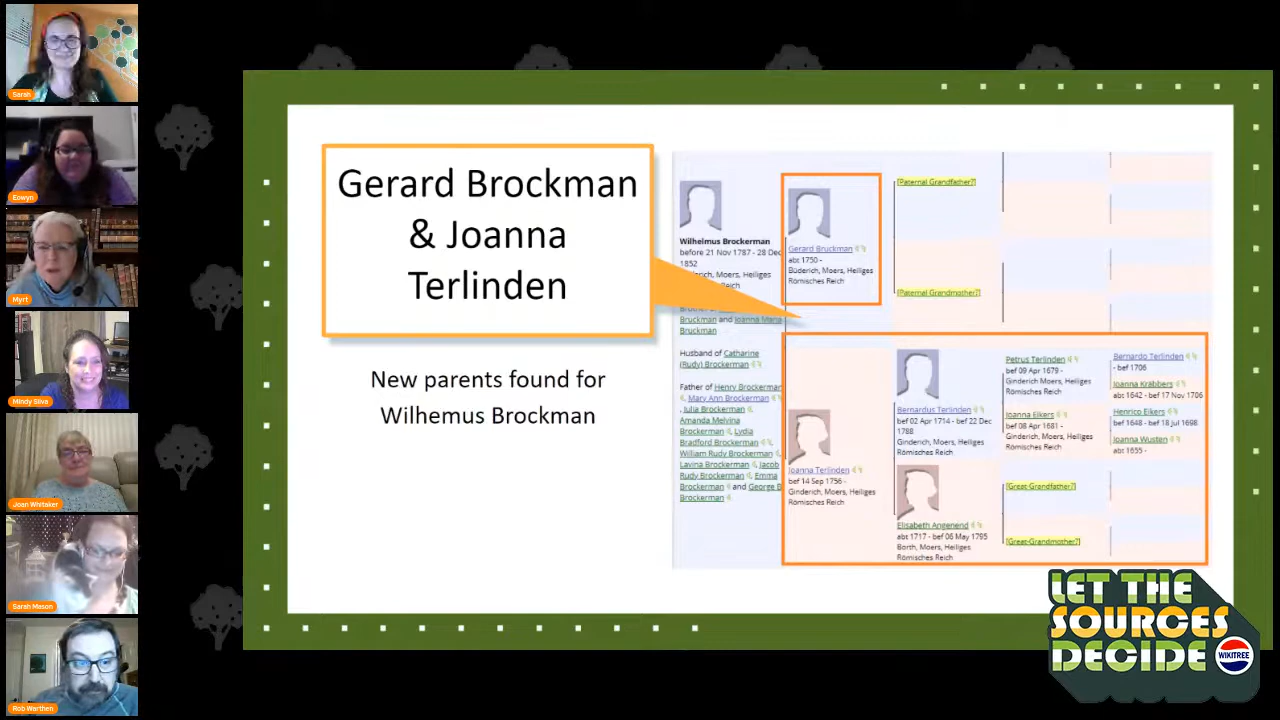 Sarah
Eowyn
Myrt
Mindy Silva
Joan Whitaker
Sarah Mason
Rob Warthen
Gerard Brockman
& Joanna
Terlinden
New parents found for
Wilhemus Brockman
Wilhelmus Brockerman
before 21 Nov 1787 - 28 Dec
1852
Moers, Heiliges
Bruckman and Joanna Maria
Bruckman
Husband of Catharine
(Rudy) Brockerman
Father of Henry Brockerman
, Mary Ann Brockerman
, Julia Brockerman
Amanda Melvina
Brockerman , Lydia
Bradford Brockerman
William Rudy Brockerman
Lavina Brockerman , Jacob
Rudy Brockerman , Emma
Brockerman and George B
Brockerman
Gerard Bruckman
abt 1750 -
Büderich, Moers, Heiliges
Römisches Reich
Joanna Terlinden
bef 14 Sep 1756 -
Ginderich, Moers, Heiliges
Römisches Reich
[Paternal Grandfather?]
[Paternal Grandmother?]
Bernardus Terlinden
bef 02 Apr 1714 - bef 22 Dec
1788
Ginderich, Moers, Heiliges
Römisches Reich
Elisabeth Angenend
abt 1717 - bef 06 May 1795
Borth, Moers, Heiliges
Römisches Reich
Petrus Terlinden
bef 09 Apr 1679 -
Ginderich Moers, Heiliges
Römisches Reich
Joanna Eikers
bef 08 Apr 1681 -
Ginderich, Moers, Heiliges
Römisches Reich
[Great-Grandfather?]
[Great-Grandmother?]
Bernardo Terlinden
- bef 1706
Joanna Kräbbers
abt 1642 - bef 17 Nov 1706
Henrico Eikers
bef 1648 - bef 18 Jul 1698
Joanna Wusten
abt 1655 -
LET THE
SOURCES
DECIDE
WIKITREE